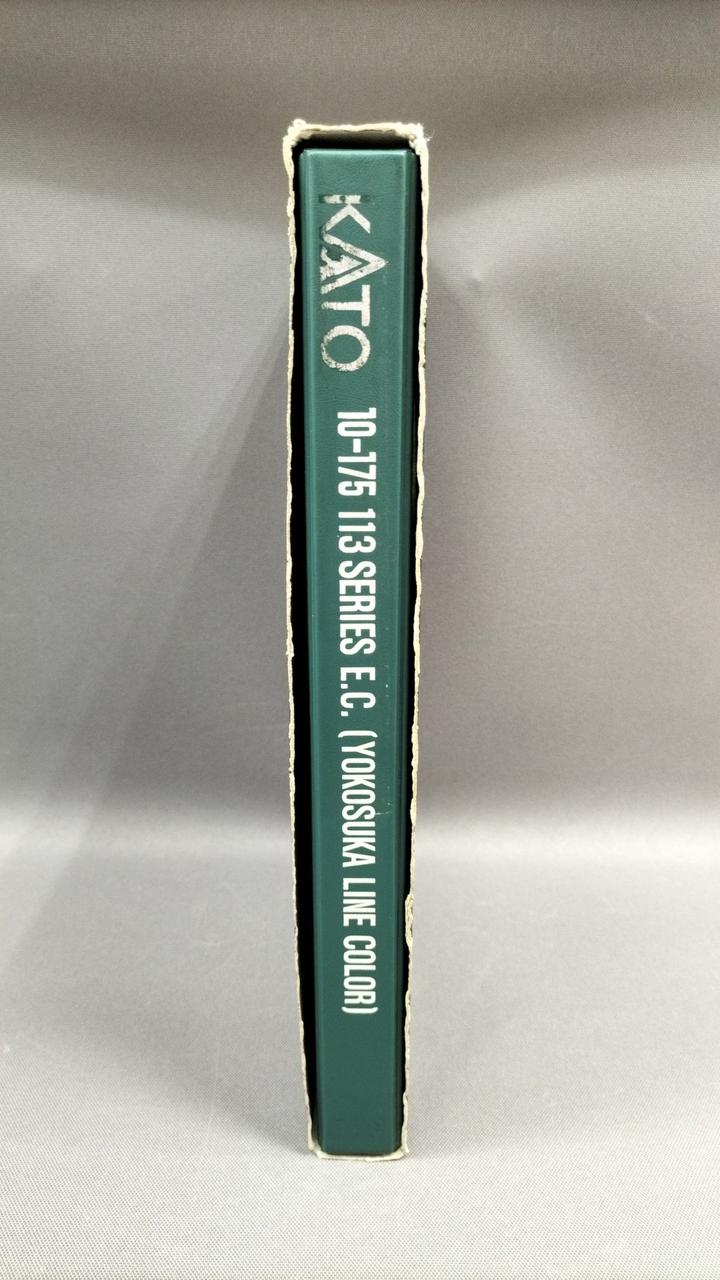 KATO
10-175 113 SERIES E.C. (YOKOSUKA LINE COLOR)